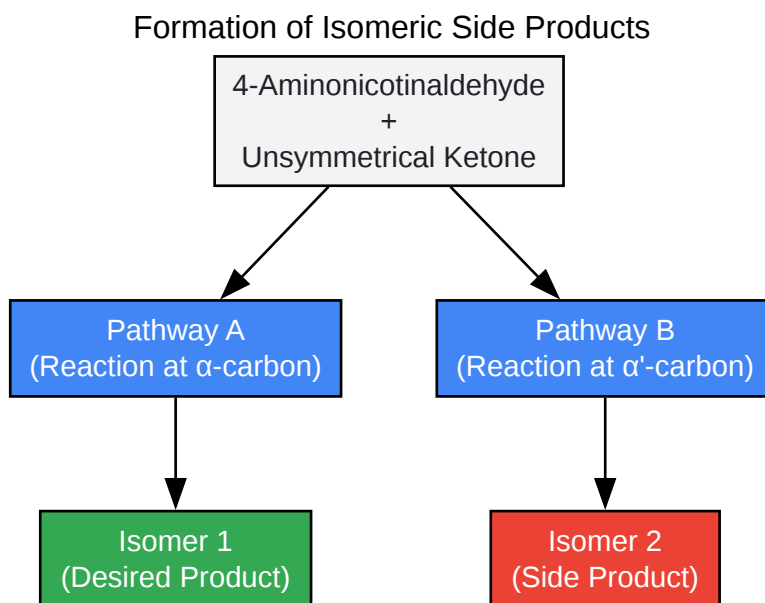 Formation of Isomeric Side Products
4-Aminonicotinaldehyde
+
Unsymmetrical Ketone
Pathway A
(Reaction at α-carbon)
Pathway B
(Reaction at α'-carbon)
Isomer 1
(Desired Product)
Isomer 2
(Side Product)